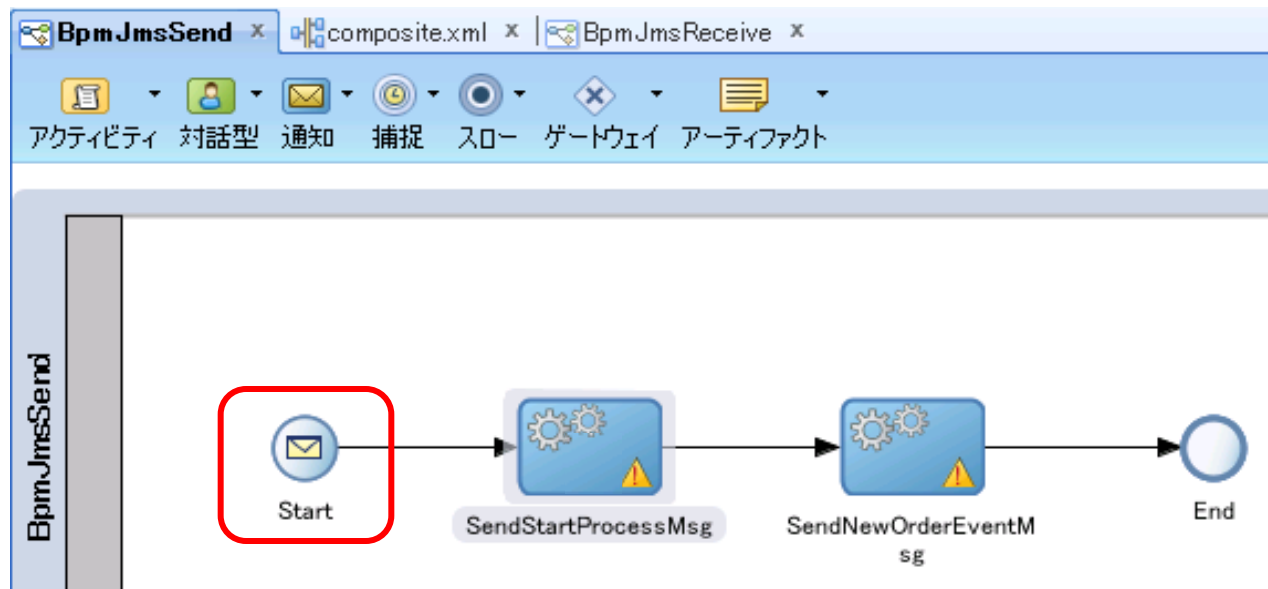 BpmJmsSend x composite.xml x BpmJmsReceive x
アクティビティ 対話型 通知 捕捉 スロー ゲートウェイ アーティファクト
BpmJmsSend
Start
SendStartProcessMsg
SendNewOrderEventM
sg
End